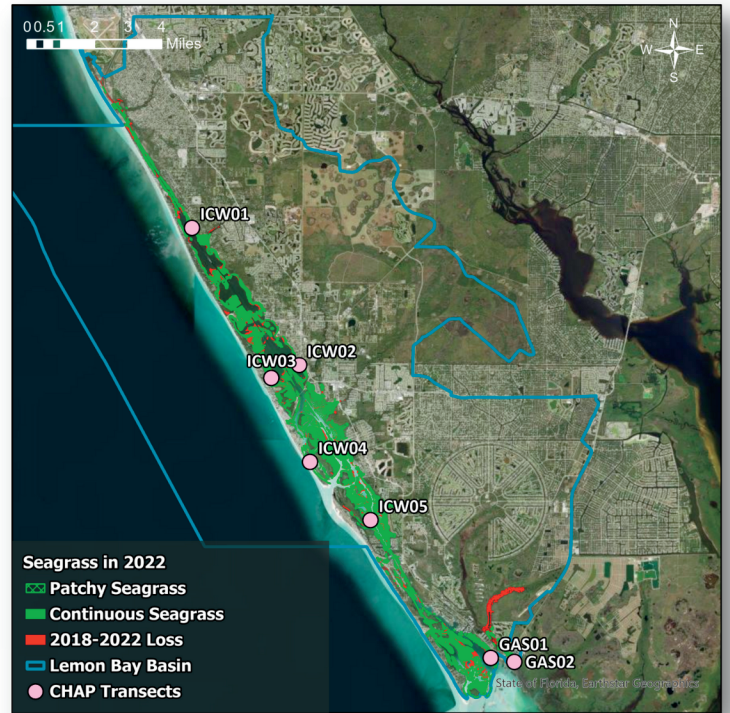 0 0.5 1 2 3 4
Miles
N
W E
S
ICW01
ICW02
ICW03
ICW04
ICW05
GAS01
GAS02
Seagrass in 2022
Patchy Seagrass
Continuous Seagrass
2018-2022 Loss
Lemon Bay Basin
CHAP Transects
State of Florida, Earthstar Geographics